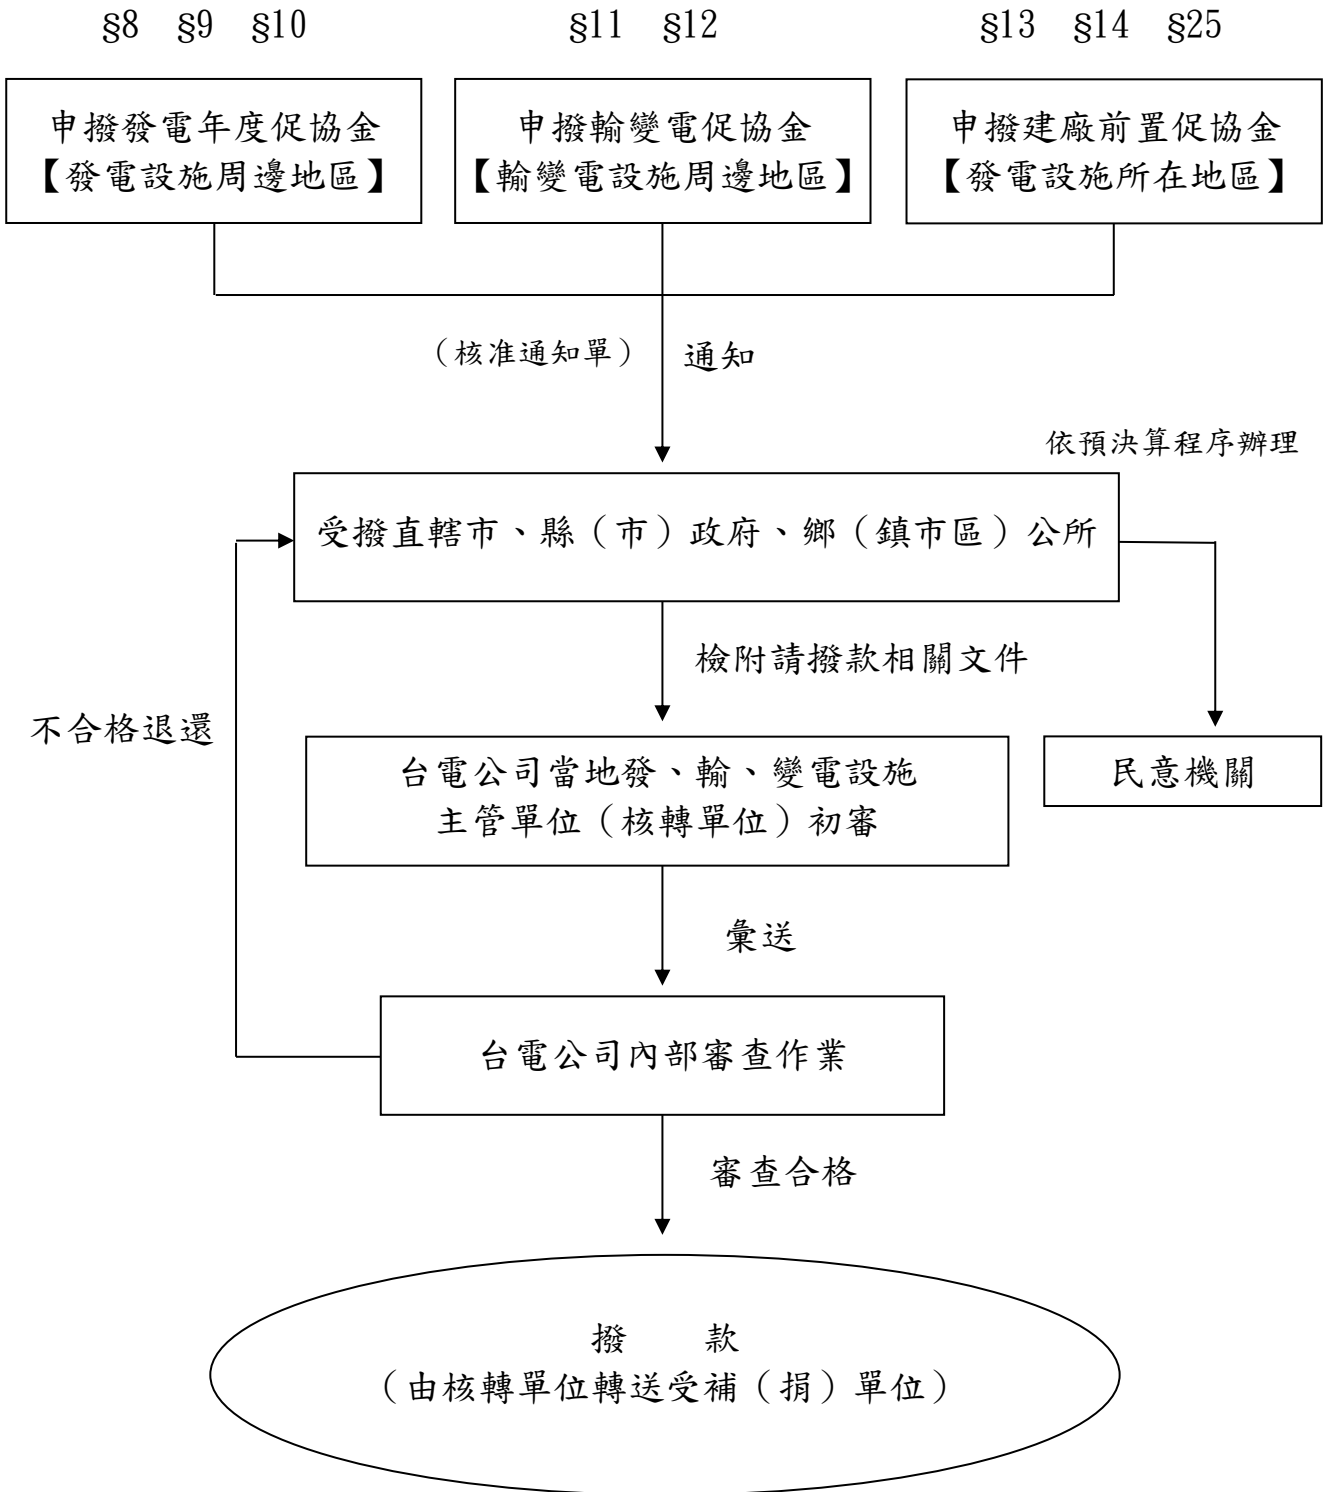 §8 §9 §10
§11 §12
§13 §14 §25
申撥發電年度促協金
【發電設施周邊地區】
申撥輸變電促協金
【輸變電設施周邊地區】
申撥建廠前置促協金
【發電設施所在地區】
（核准通知單）
通知
依預決算程序辦理
受撥直轄市、縣（市）政府、鄉（鎮市區）公所
檢附請撥款相關文件
不合格退還
台電公司當地發、輸、變電設施
主管單位（核轉單位）初審
民意機關
彙送
台電公司內部審查作業
審查合格
撥 款
（由核轉單位轉送受補（捐）單位）